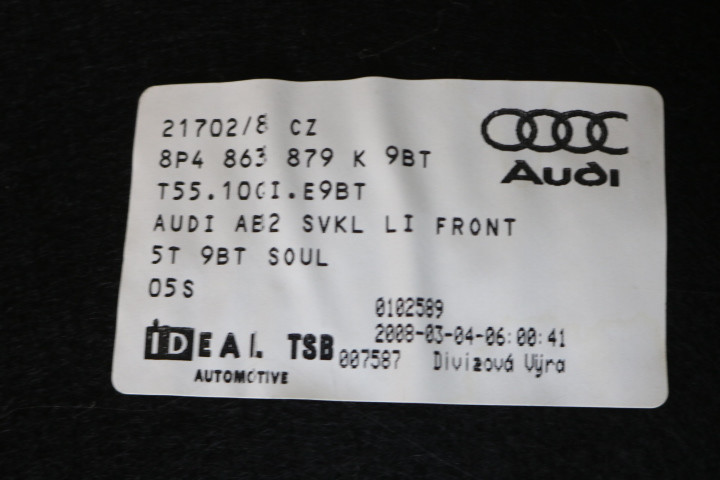 21702/8 CZ
Audi
8P4 863 879 K 9BT
T55.10CI.E9BT
AUDI AE2 SVKL LI FRONT
5T 9BT SOUL
05S
0102589
2008-03-04-06:00:41
iDEAL TSB 007587 Divizová Výra
AUTOMOTIVE